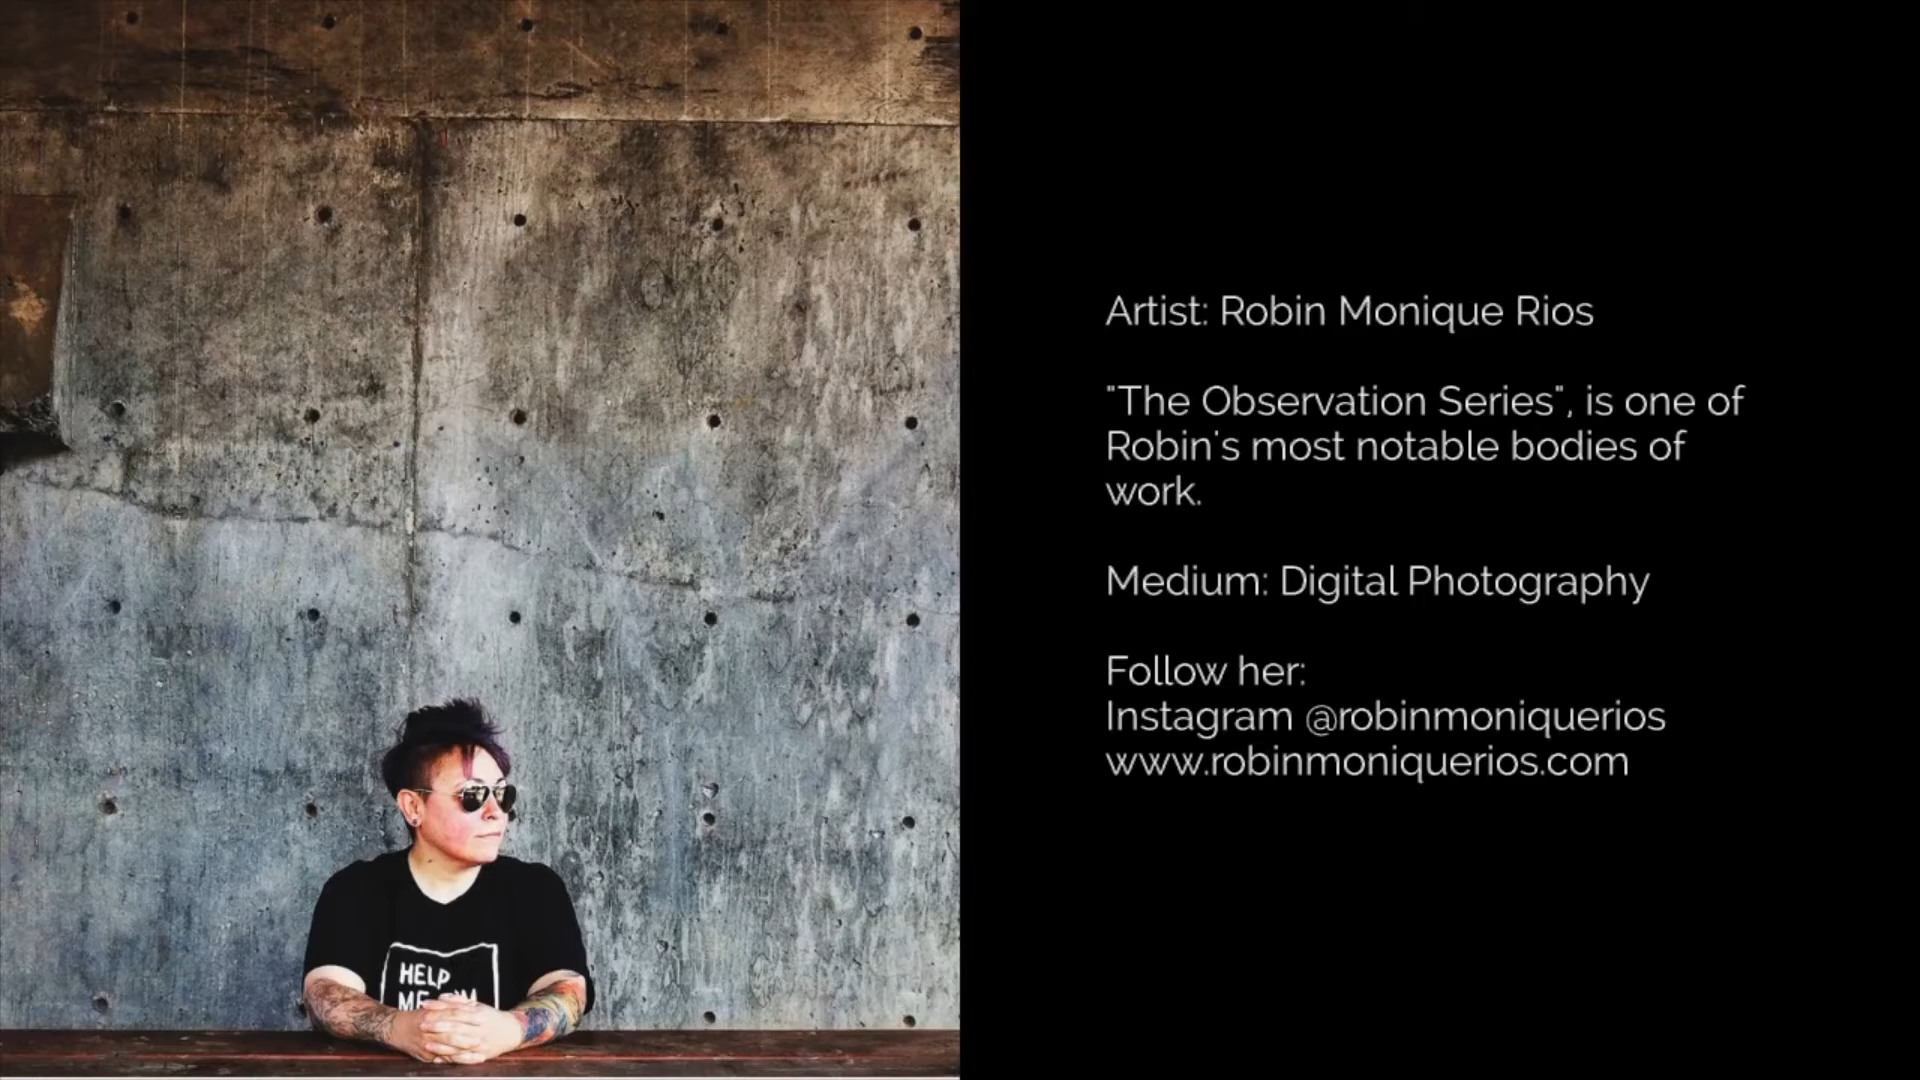 Artist: Robin Monique Rios
"The Observation Series", is one of
Robin's most notable bodies of
work.
Medium: Digital Photography
Follow her:
Instagram @robinmoniquerios
www.robinmoniquerios.com
HELP
ME I'M